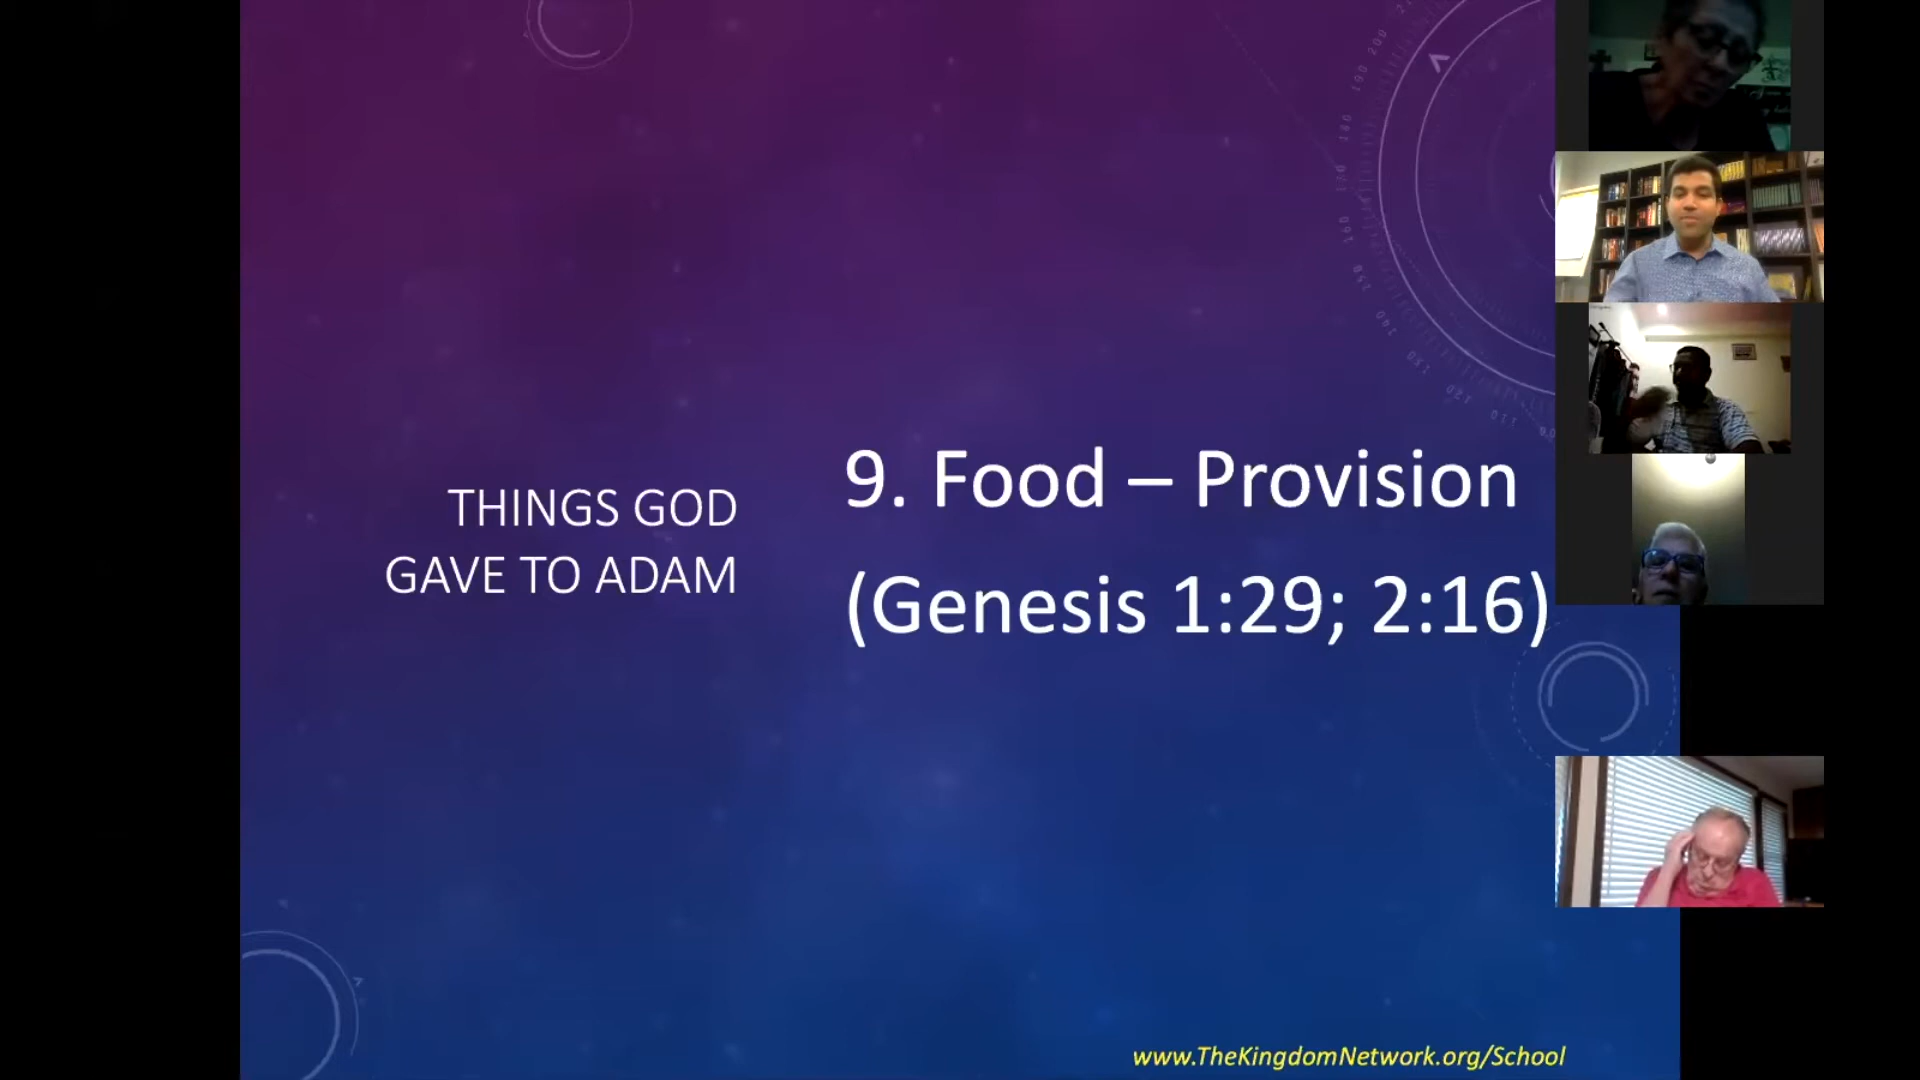 THINGS GOD
GAVE TO ADAM
9. Food – Provision
(Genesis 1:29; 2:16)
www.TheKingdomNetwork.org/School